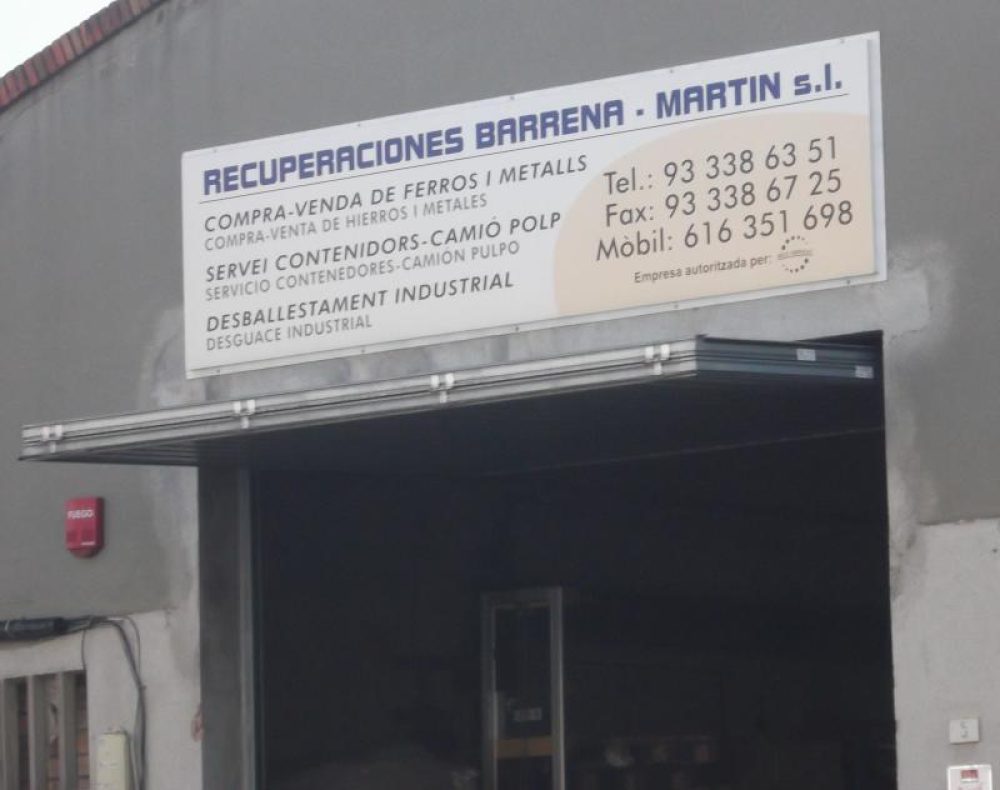 RECUPERACIONES BARRENA - MARTIN s.l.
COMPRA-VENDA DE FERROS I METALLS
COMPRA-VENTA DE HIERROS I METALES
SERVEI CONTENIDORS-CAMIÓ POLP
SERVICIO CONTENEDORES-CAMIÓN PULPO
DESBALLESTAMENT INDUSTRIAL
DESGUACE INDUSTRIAL
Tel.: 93 338 63 51
Fax: 93 338 67 25
Mòbil: 616 351 698
Empresa autoritzada per:
FUEGO